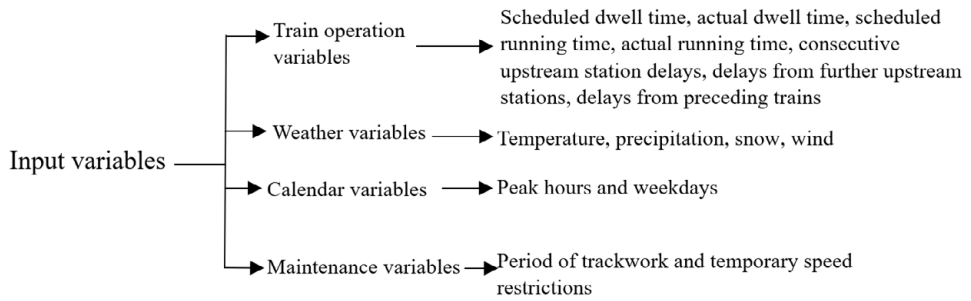 Input variables
Train operation
variables
Scheduled dwell time, actual dwell time, scheduled
running time, actual running time, consecutive
upstream station delays, delays from further upstream
stations, delays from preceding trains
Weather variables
Temperature, precipitation, snow, wind
Calendar variables
Peak hours and weekdays
Maintenance variables
Period of trackwork and temporary speed
restrictions